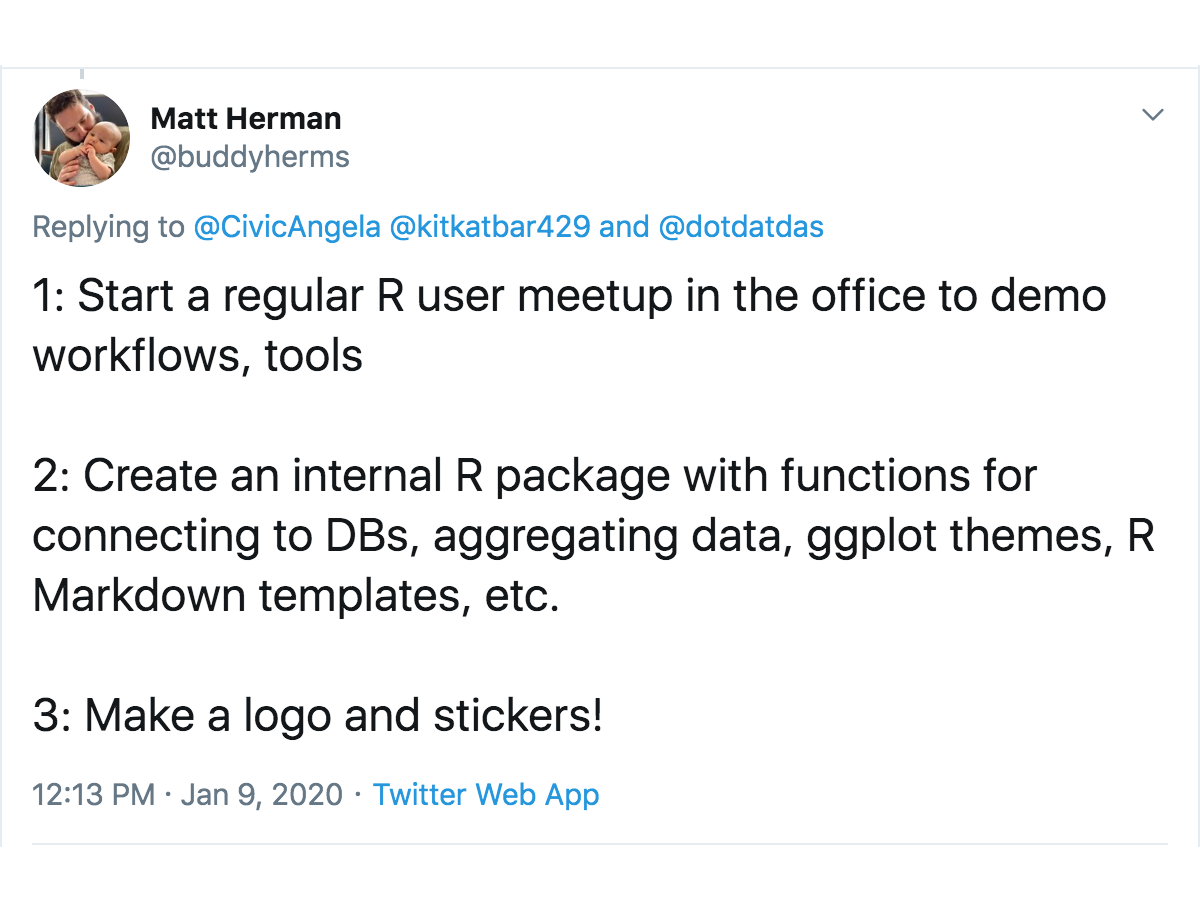 Matt Herman
@buddyherms
Replying to @CivicAngela @kitkatbar429 and @dotdatdas
1: Start a regular R user meetup in the office to demo
workflows, tools
2: Create an internal R package with functions for
connecting to DBs, aggregating data, ggplot themes, R
Markdown templates, etc.
3: Make a logo and stickers!
12:13 PM · Jan 9, 2020 · Twitter Web App